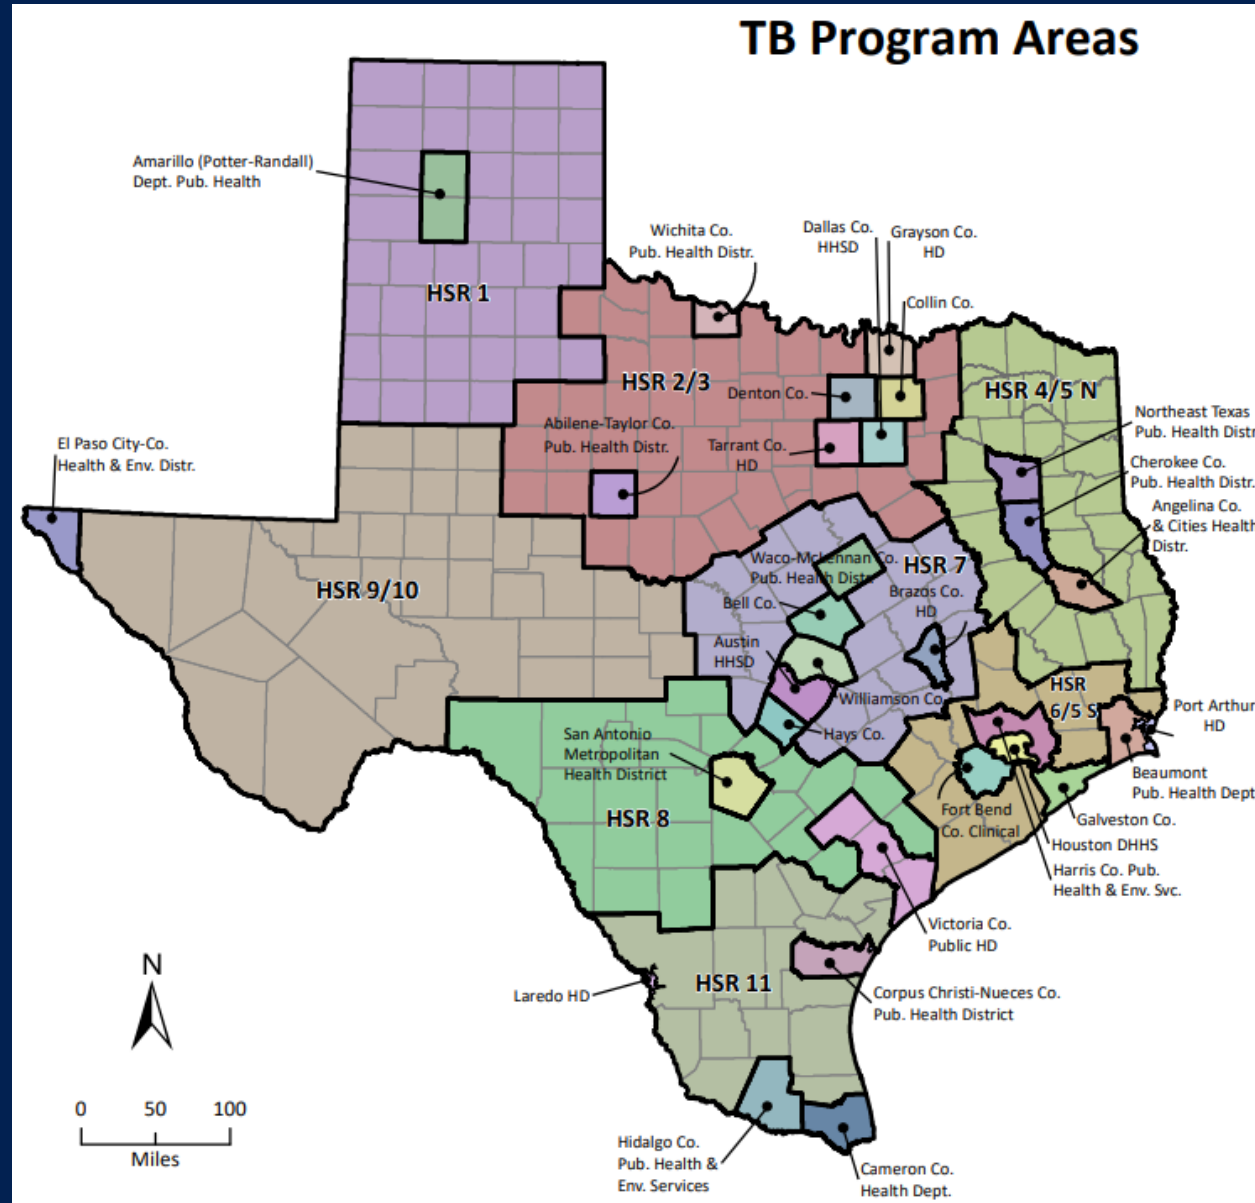 TB Program Areas
Amarillo (Potter-Randall)
Dept. Pub. Health
Wichita Co.
Pub. Health Distr.
Dallas Co.
HHSD
Grayson Co.
HD
Collin Co.
HSR 1
HSR 2/3
Denton Co.
HSR 4/5 N
Abilene-Taylor Co.
Pub. Health Distr.
Tarrant Co.
HD
Northeast Texas
Pub. Health Distr
El Paso City-Co.
Health & Env. Distr.
Cherokee Co.
Pub. Health Distr.
Angelina Co.
& Cities Health
Distr.
Waco-McLennan Co.
Pub. Health Distr.
HSR 7
HSR 9/10
Bell Co.
Brazos Co.
HD
Austin
HHSD
Williamson Co.
HSR
6/5 S
Port Arthur
HD
Hays Co.
San Antonio
Metropolitan
Health District
Beaumont
Pub. Health Dept
HSR 8
Fort Bend
Co. Clinical
Galveston Co.
Houston DHHS
Harris Co. Pub.
Health & Env. Svc.
Victoria Co.
Public HD
N
Laredo HD
HSR 11
Corpus Christi-Nueces Co.
Pub. Health District
0 50 100
Miles
Hidalgo Co.
Pub. Health &
Env. Services
Cameron Co.
Health Dept.